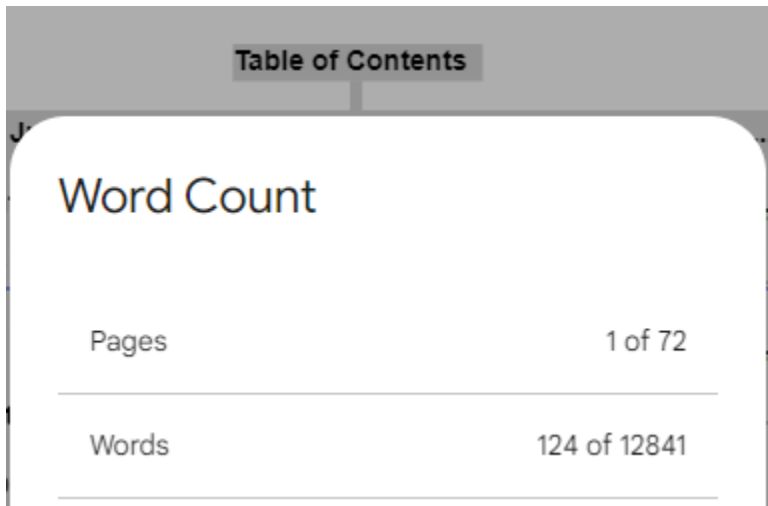 Table of Contents
Word Count
Pages 1 of 72
Words 124 of 12841